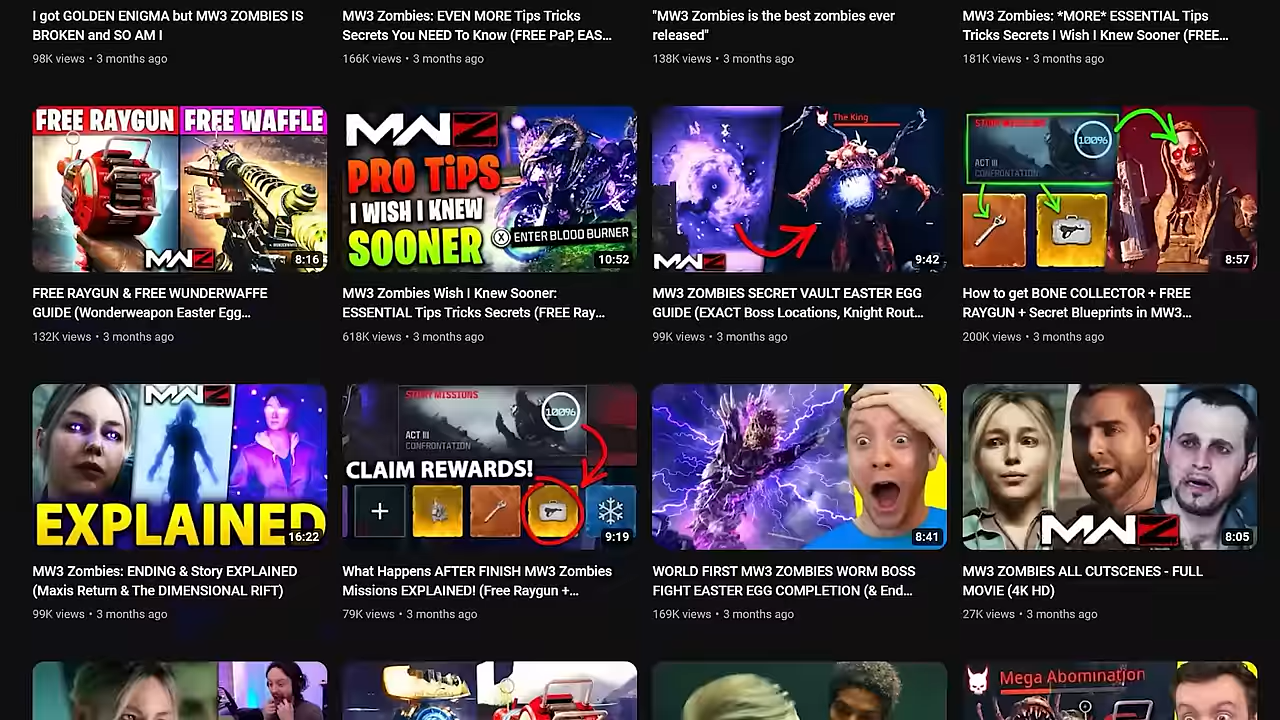 I got GOLDEN ENIGMA but MW3 ZOMBIES IS
BROKEN and SO AM I
98K views • 3 months ago
MW3 Zombies: EVEN MORE Tips Tricks
Secrets You NEED To Know (FREE PaP, EAS...
166K views • 3 months ago
"MW3 Zombies is the best zombies ever
released"
138K views • 3 months ago
MW3 Zombies: *MORE* ESSENTIAL Tips
Tricks Secrets I Wish I Knew Sooner (FREE...
181K views • 3 months ago
FREE RAYGUN
FREE WAFFLE
MWZ
8:16
FREE RAYGUN & FREE WUNDERWAFFE
GUIDE (Wonderweapon Easter Egg...
132K views • 3 months ago
MWZ
PRO TiPS
I WISH I KNEW
SOONER
X ENTER BLOOD BURNER
10:52
MW3 Zombies Wish I Knew Sooner:
ESSENTIAL Tips Tricks Secrets (FREE Ray...
618K views • 3 months ago
The King
MWZ
9:42
MW3 ZOMBIES SECRET VAULT EASTER EGG
GUIDE (EXACT Boss Locations, Knight Rout...
99K views • 3 months ago
STORY MISSIONS
100%
ACT III
CONFRONTATION
8:57
How to get BONE COLLECTOR + FREE
RAYGUN + Secret Blueprints in MW3...
200K views • 3 months ago
MWZ
EXPLAINED
16:22
MW3 Zombies: ENDING & Story EXPLAINED
(Maxis Return & The DIMENSIONAL RIFT)
99K views • 3 months ago
STORY MISSIONS
100%
ACT III
CONFRONTATION
CLAIM REWARDS!
9:19
What Happens AFTER FINISH MW3 Zombies
Missions EXPLAINED! (Free Raygun +...
79K views • 3 months ago
8:41
WORLD FIRST MW3 ZOMBIES WORM BOSS
FIGHT EASTER EGG COMPLETION (& End...
169K views • 3 months ago
MWZ
8:05
MW3 ZOMBIES ALL CUTSCENES - FULL
MOVIE (4K HD)
27K views • 3 months ago
Mega Abomination